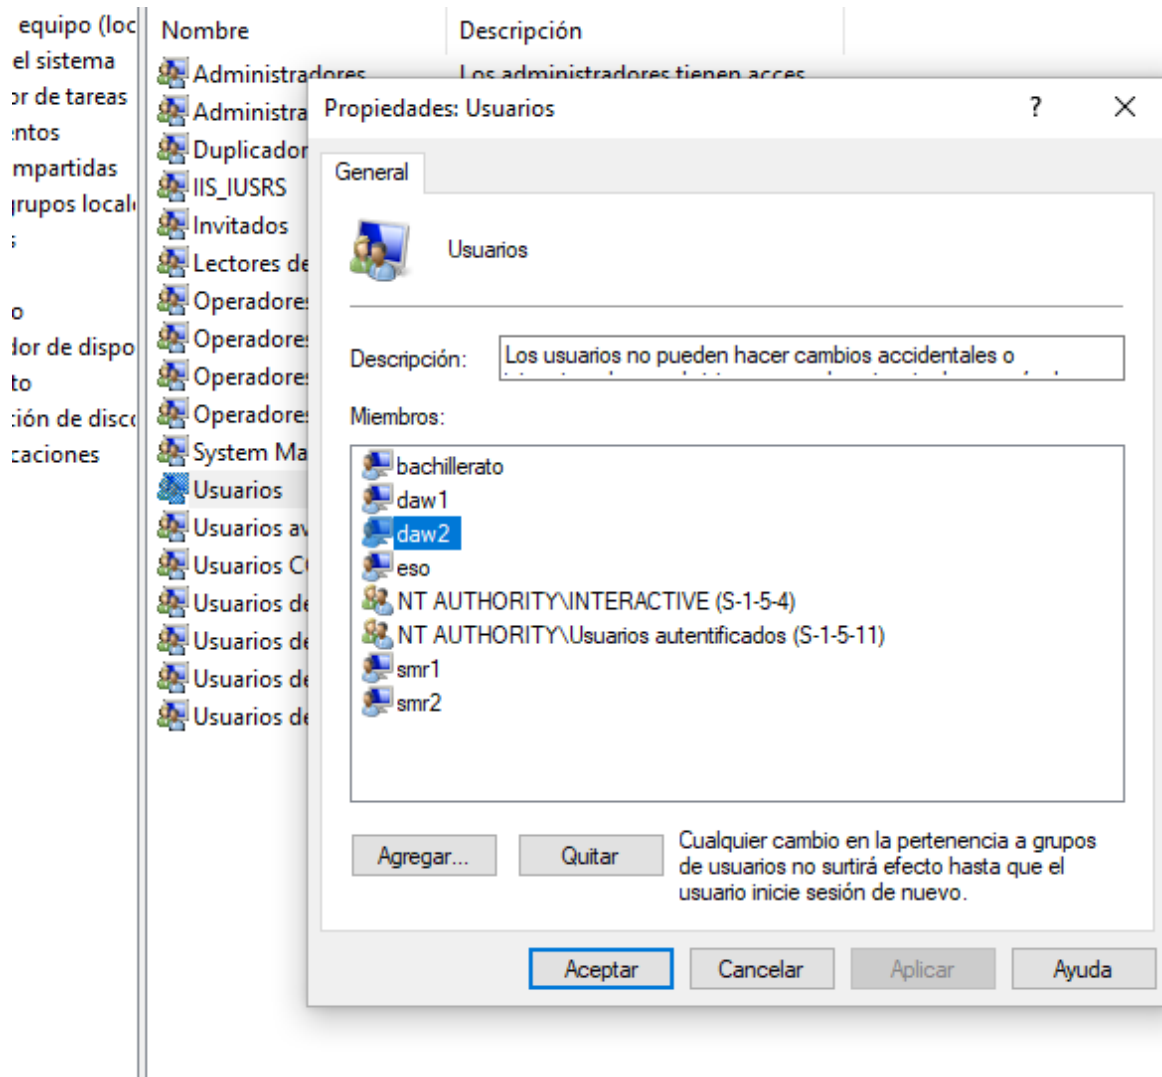 equipo (loc
el sistema
or de tareas
entos
mpartidas
grupos local
s
o
dor de dispo
to
ción de disc
caciones
Nombre Descripción
Administradores Los administradores tienen acces
Administra
Duplicador
IIS_IUSRS
Invitados
Lectores de
Operadores
Operadores
Operadores
Operadores
System Ma
Usuarios
Usuarios av
Usuarios C
Usuarios de
Usuarios de
Usuarios de
Usuarios de
Propiedades: Usuarios ? ×
General
Usuarios
Descripción: Los usuarios no pueden hacer cambios accidentales o
Miembros:
bachillerato
daw1
daw2
eso
NT AUTHORITY\INTERACTIVE (S-1-5-4)
NT AUTHORITY\Usuarios autentificados (S-1-5-11)
smr1
smr2
Agregar... Quitar
Cualquier cambio en la pertenencia a grupos
de usuarios no surtirá efecto hasta que el
usuario inicie sesión de nuevo.
Aceptar Cancelar Aplicar Ayuda